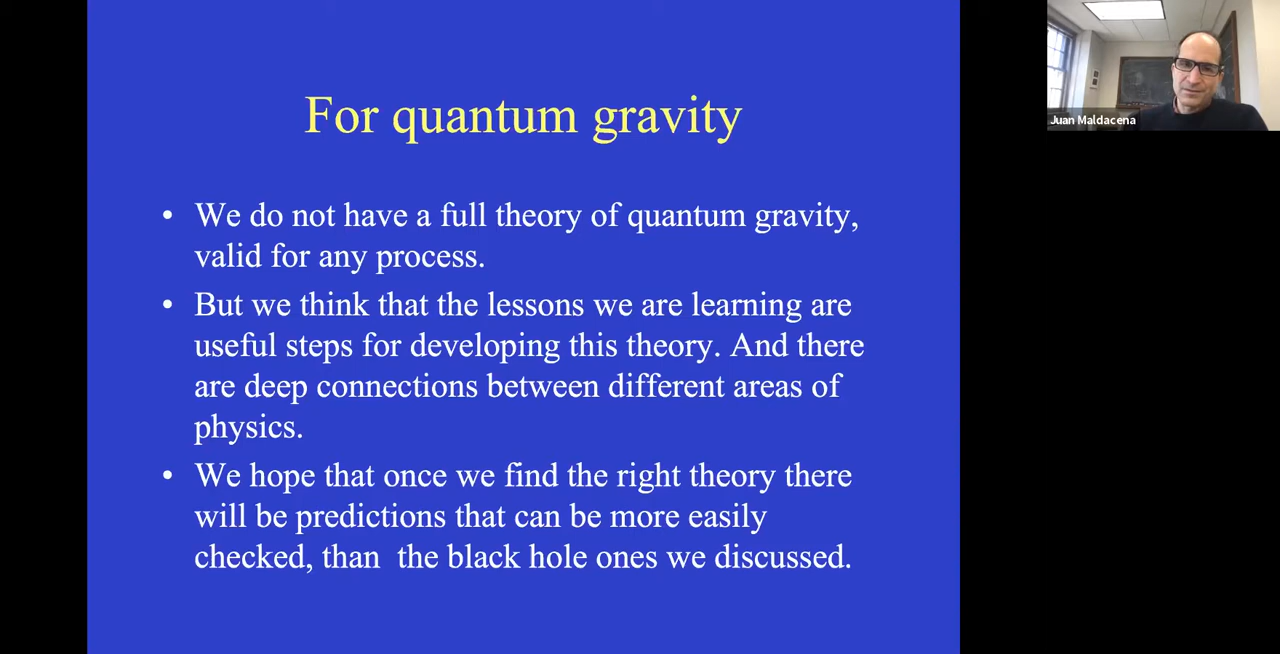 For quantum gravity
• We do not have a full theory of quantum gravity,
valid for any process.
• But we think that the lessons we are learning are
useful steps for developing this theory. And there
are deep connections between different areas of
physics.
• We hope that once we find the right theory there
will be predictions that can be more easily
checked, than  the black hole ones we discussed.
Juan Maldacena